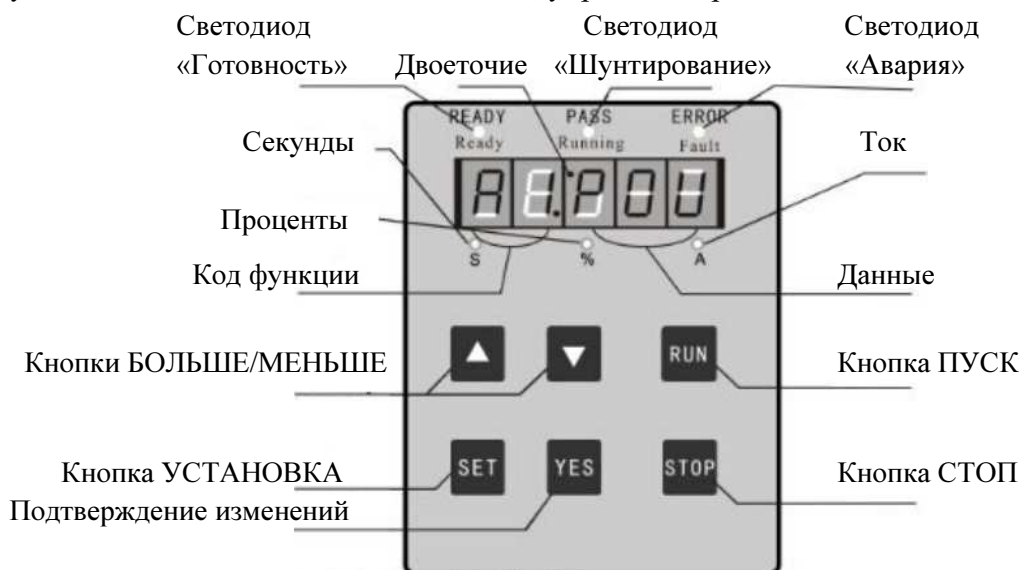 Светодиод Светодиод Светодиод
«Готовность» Двоеточие «Шунтирование» «Авария»
READY PASS ERROR
Ready Running Fault
Секунды Ток
A 1.P0U
Проценты
S % A
Код функции Данные
Кнопки БОЛЬШЕ/МЕНЬШЕ RUN Кнопка ПУСК
Кнопка УСТАНОВКА SET YES STOP Кнопка СТОП
Подтверждение изменений